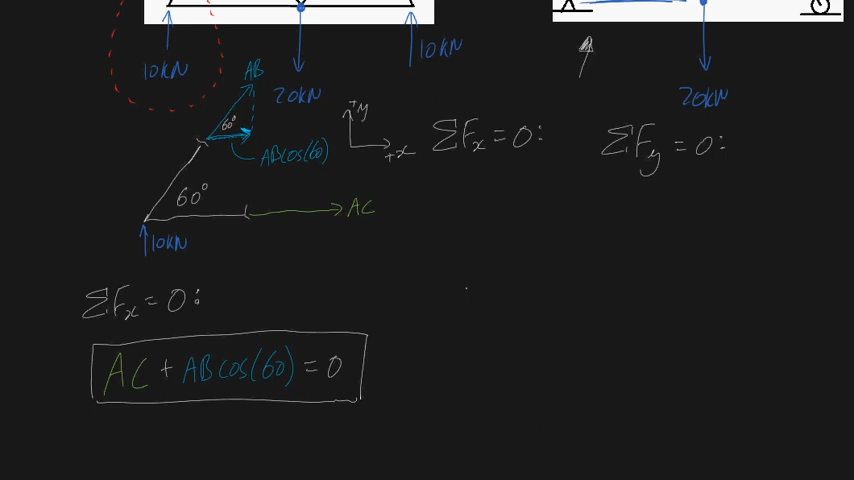 10KN
20KN
10KN
20KN
AB
60°
ABCos(60)
+y
+x
ΣFx = 0:
ΣFy = 0:
60°
AC
10KN
ΣFx = 0:
AC + ABCos(60) = 0